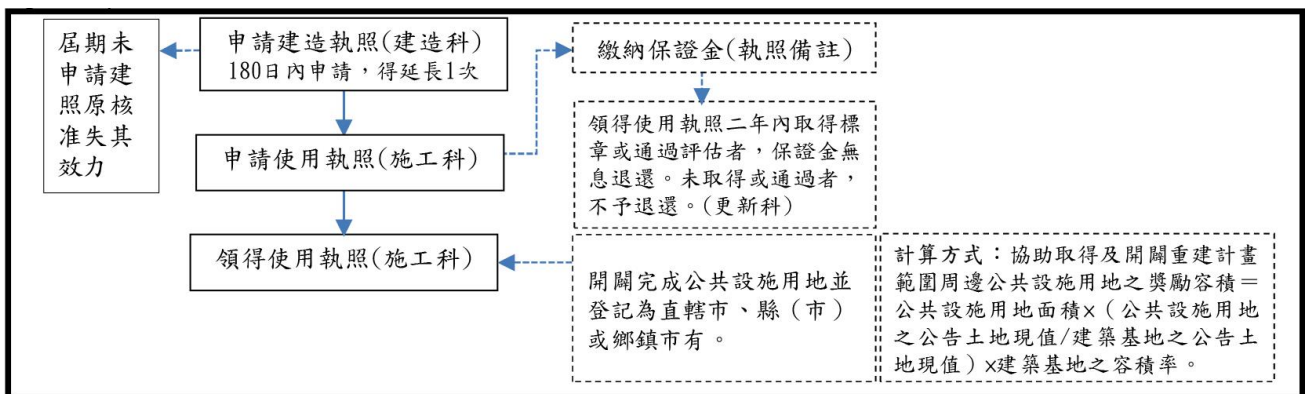 屆期未
申請建
照原核
准失其
效力
申請建造執照(建造科)
180日內申請，得延長1次
繳納保證金(執照備註)
申請使用執照(施工科)
領得使用執照二年內取得標
章或通過評估者，保證金無
息退還。未取得或通過者，
不予退還。(更新科)
領得使用執照(施工科)
開闢完成公共設施用地並
登記為直轄市、縣（市）
或鄉鎮市有。
計算方式：協助取得及開闢重建計畫
範圍周邊公共設施用地之獎勵容積＝
公共設施用地面積x（公共設施用地
之公告土地現值/建築基地之公告土
地現值）x建築基地之容積率。